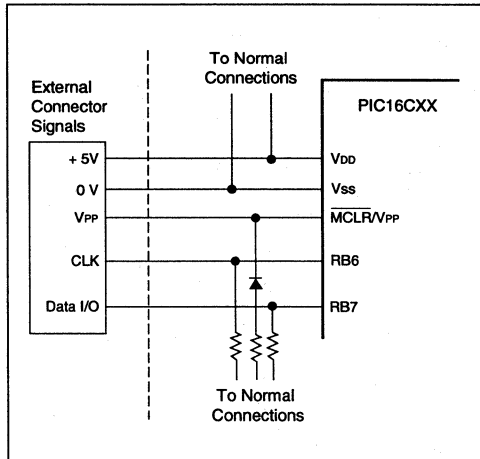 To Normal
Connections
External
Connector
Signals
PIC16CXX
+ 5V
VDD
0 V
VSS
VPP
MCLR/VPP
CLK
RB6
Data I/O
RB7
To Normal
Connections